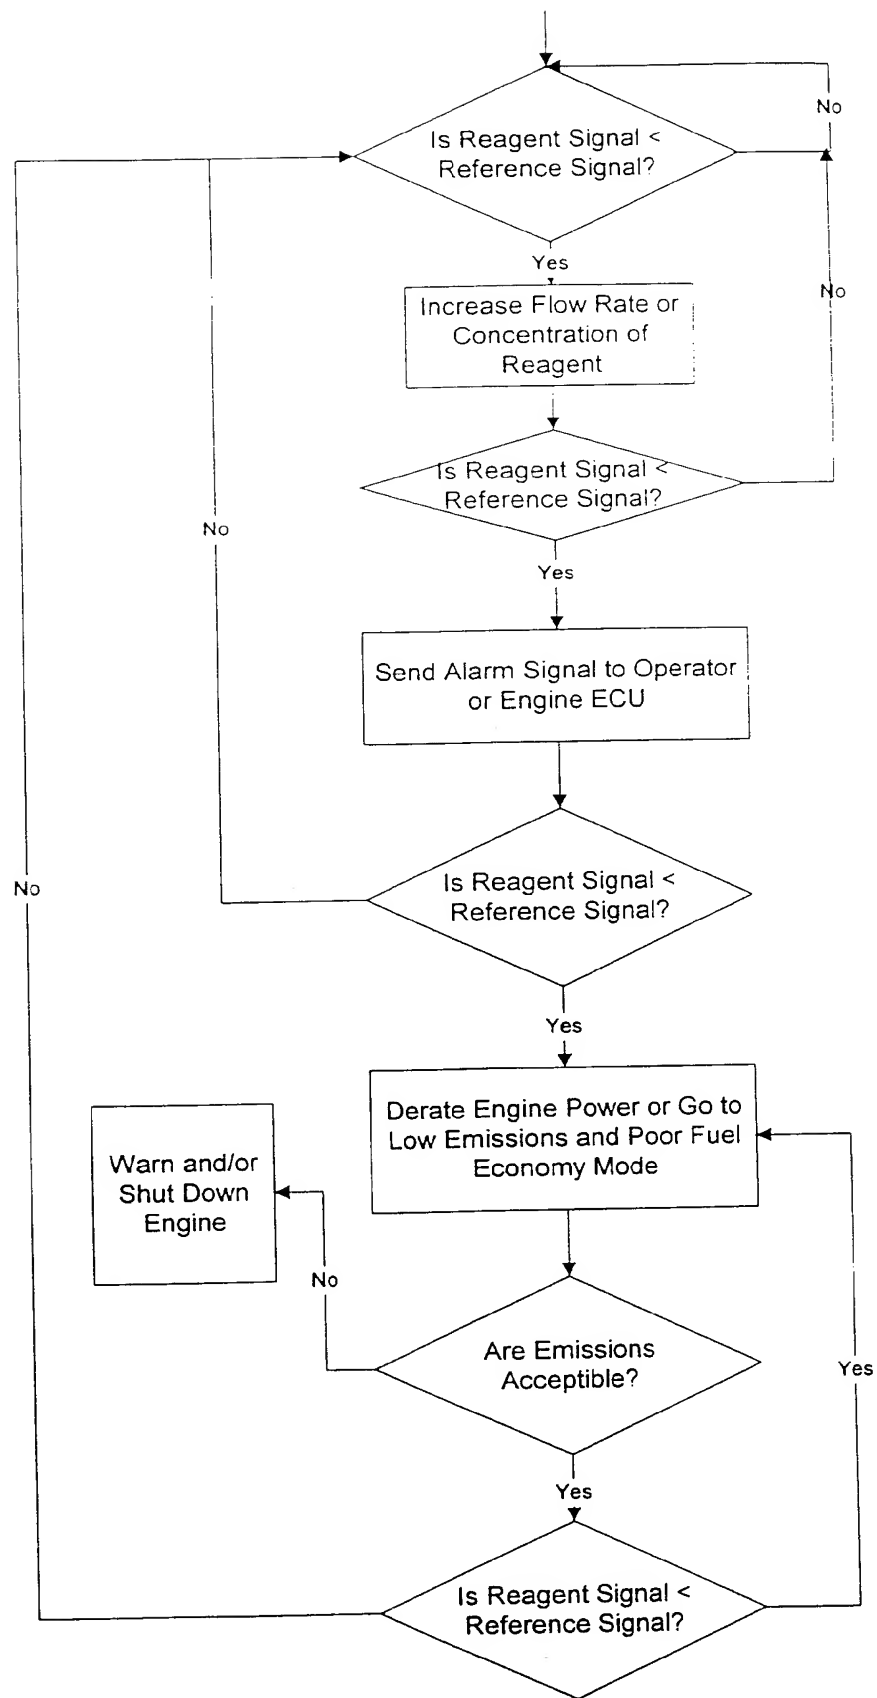 No
Is Reagent Signal <
Reference Signal?
Yes
No
Increase Flow Rate or
Concentration of
Reagent
Is Reagent Signal <
Reference Signal?
No
Yes
Send Alarm Signal to Operator
or Engine ECU
No
Is Reagent Signal <
Reference Signal?
Yes
Derate Engine Power or Go to
Low Emissions and Poor Fuel
Economy Mode
Warn and/or
Shut Down
Engine
No
Are Emissions
Acceptible?
Yes
Yes
Is Reagent Signal <
Reference Signal?